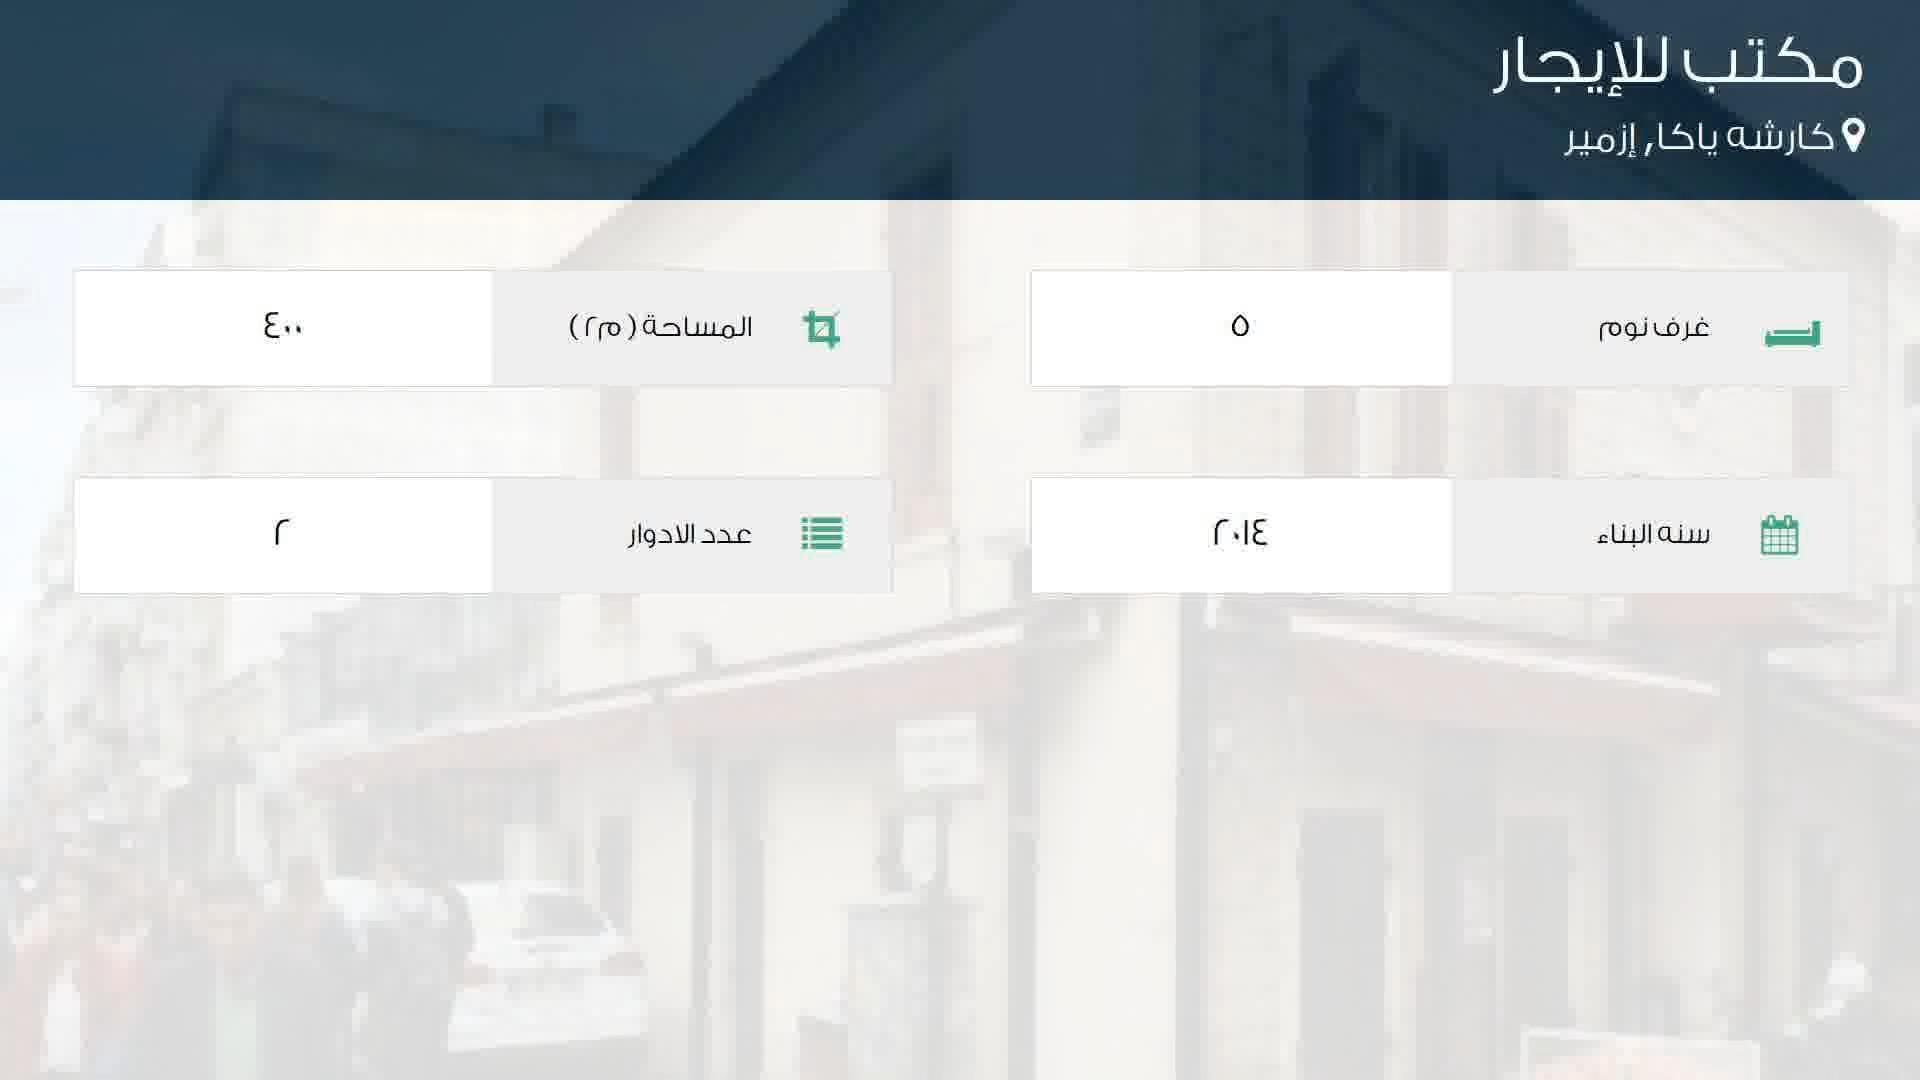 مكتب للإيجار
كارشه ياكا, إزمير
غرف نوم
٥
المساحة (م٢)
٤٠٠
سنه البناء
٢٠١٤
عدد الادوار
٢